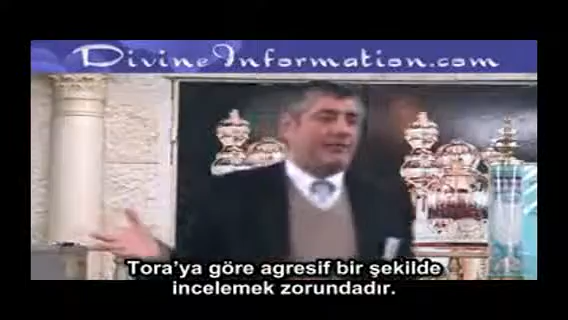 DivineInformation.com
Tora'ya göre agresif bir şekilde
incelemek zorundadır.